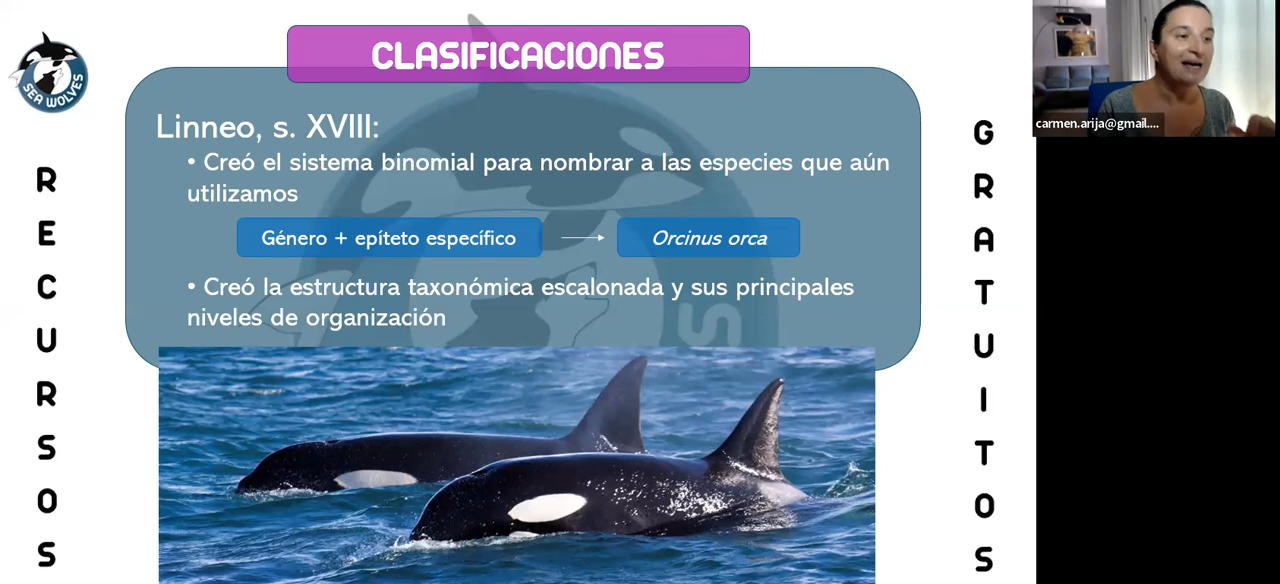 CLASIFICACIONES
SEA WOLVES
carmen.arija@gmail....
Linneo, s. XVIII:
• Creó el sistema binomial para nombrar a las especies que aún
utilizamos
Género + epíteto específico
Orcinus orca
• Creó la estructura taxonómica escalonada y sus principales
niveles de organización
RECURSOS
GRATUITOS
S